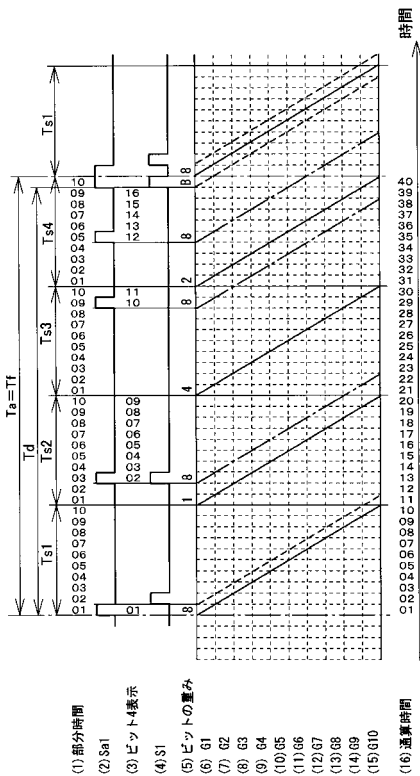 Ta=Tf
Td
Ts1 Ts2 Ts3 Ts4 Ts1
(1) 部分時間 01 02 03 04 05 06 07 08 09 10 01 02 03 04 05 06 07 08 09 10 01 02 03 04 05 06 07 08 09 10 01 02 03 04 05 06 07 08 09 10
(2) Sa1
(3) ビット4表示 01 02 03 04 05 06 07 08 09 10 11 12 13 14 15 16
(4) S1
(5) ビットの重み 8 1 8 4 8 2 8 B 8
(6) G1
(7) G2
(8) G3
(9) G4
(10) G5
(11) G6
(12) G7
(13) G8
(14) G9
(15) G10
(16) 通算時間 01 02 03 04 05 06 07 08 09 10 11 12 13 14 15 16 17 18 19 20 21 22 23 24 25 26 27 28 29 30 31 32 33 34 35 36 37 38 39 40
時間